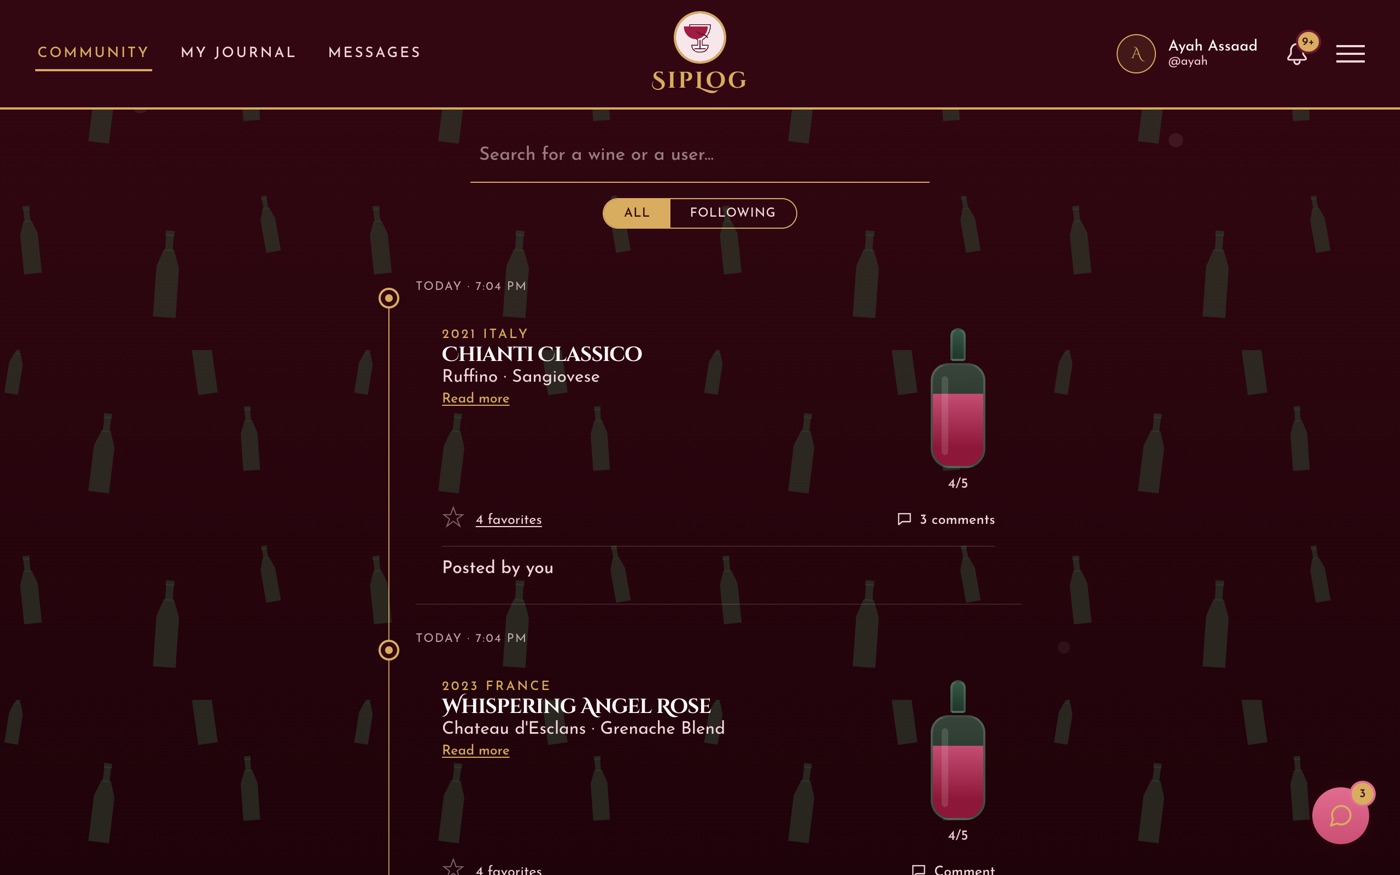 COMMUNITY
MY JOURNAL
MESSAGES
SIPLOG
A
Ayah Assaad
@ayah
9+
Search for a wine or a user...
ALL
FOLLOWING
TODAY · 7:04 PM
2021 ITALY
CHIANTI CLASSICO
Ruffino · Sangiovese
Read more
4/5
4 favorites
3 comments
Posted by you
TODAY · 7:04 PM
2023 FRANCE
WHISPERING ANGEL ROSE
Chateau d'Esclans · Grenache Blend
Read more
4/5
4 favorites
Comment
3